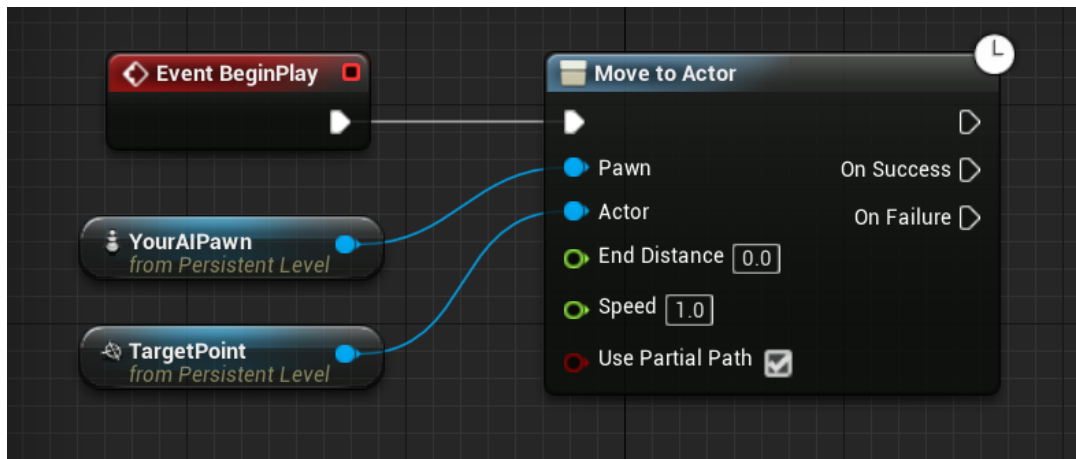 Event BeginPlay
Move to Actor
Pawn
On Success
Actor
On Failure
YourAIPawn
from Persistent Level
End Distance 0.0
Speed 1.0
TargetPoint
from Persistent Level
Use Partial Path